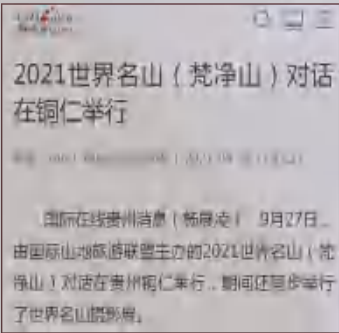 2021世界名山（梵净山）对话
在铜仁举行
国际在线贵州消息（杨晨凌） 9月27日，
由国际山地旅游联盟主办的2021世界名山（梵
净山）对话在贵州铜仁举行，期间还同步举行
了世界名山摄影展。